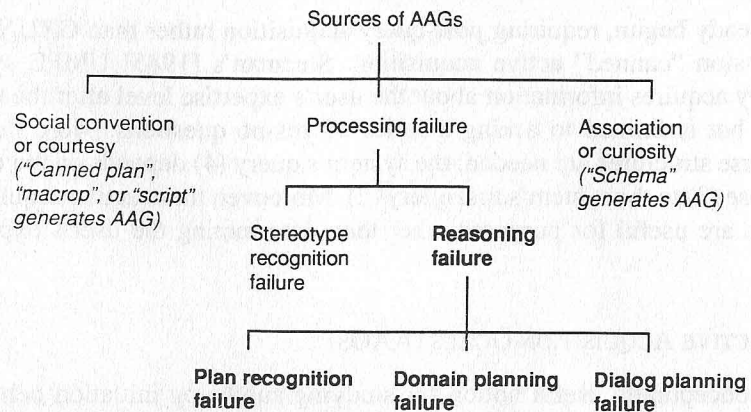 Sources of AAGs
Social convention
or courtesy
("Canned plan",
"macrop", or "script"
generates AAG)
Processing failure
Association
or curiosity
("Schema"
generates AAG)
Stereotype
recognition
failure
Reasoning
failure
Plan recognition
failure
Domain planning
failure
Dialog planning
failure